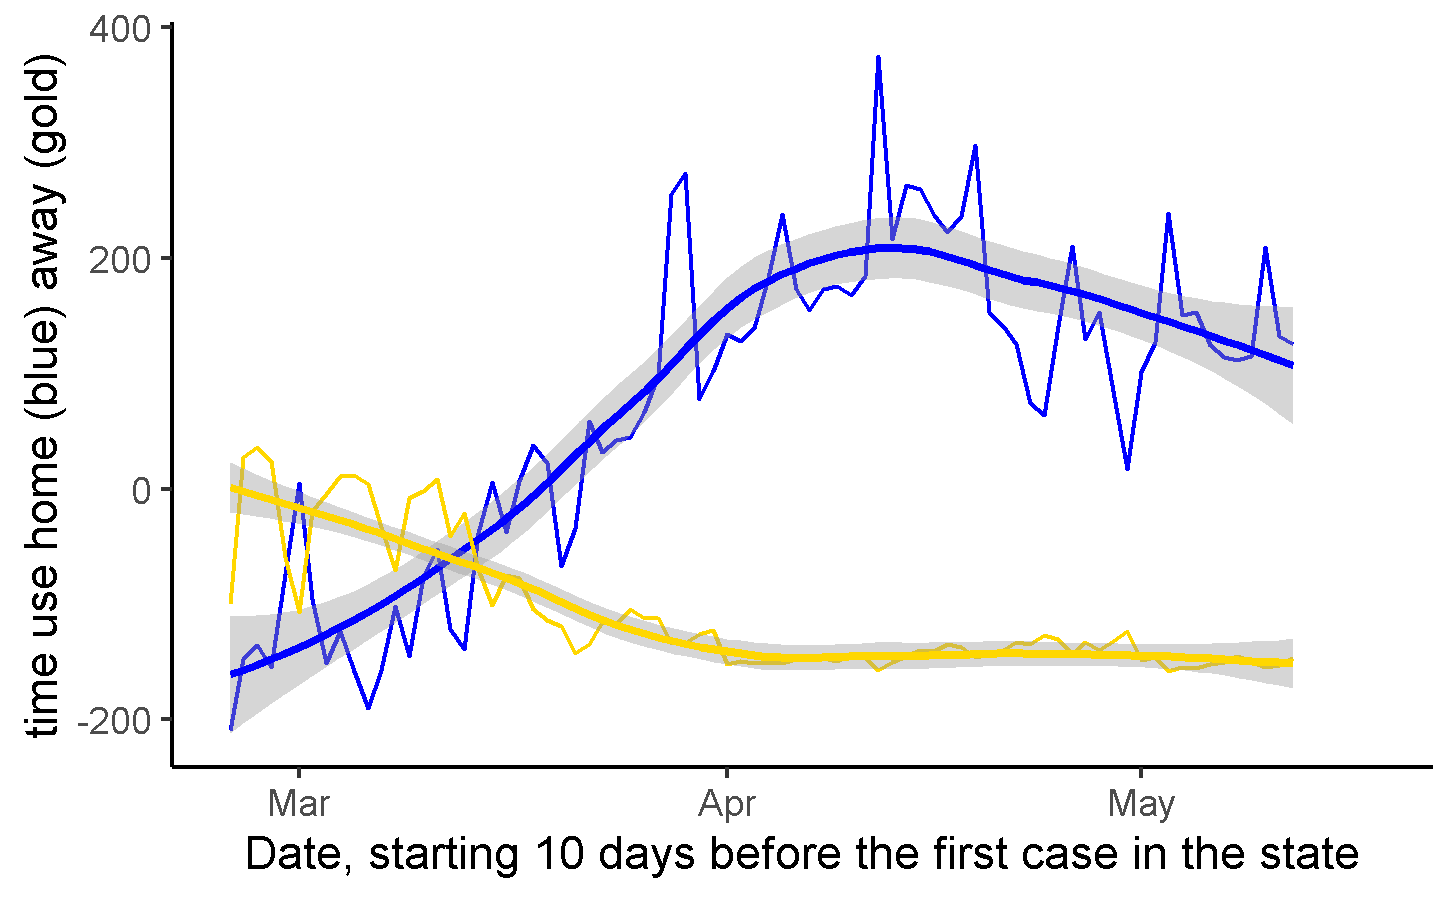 time use home (blue) away (gold)
400
200
0
-200
Mar Apr May
Date, starting 10 days before the first case in the state